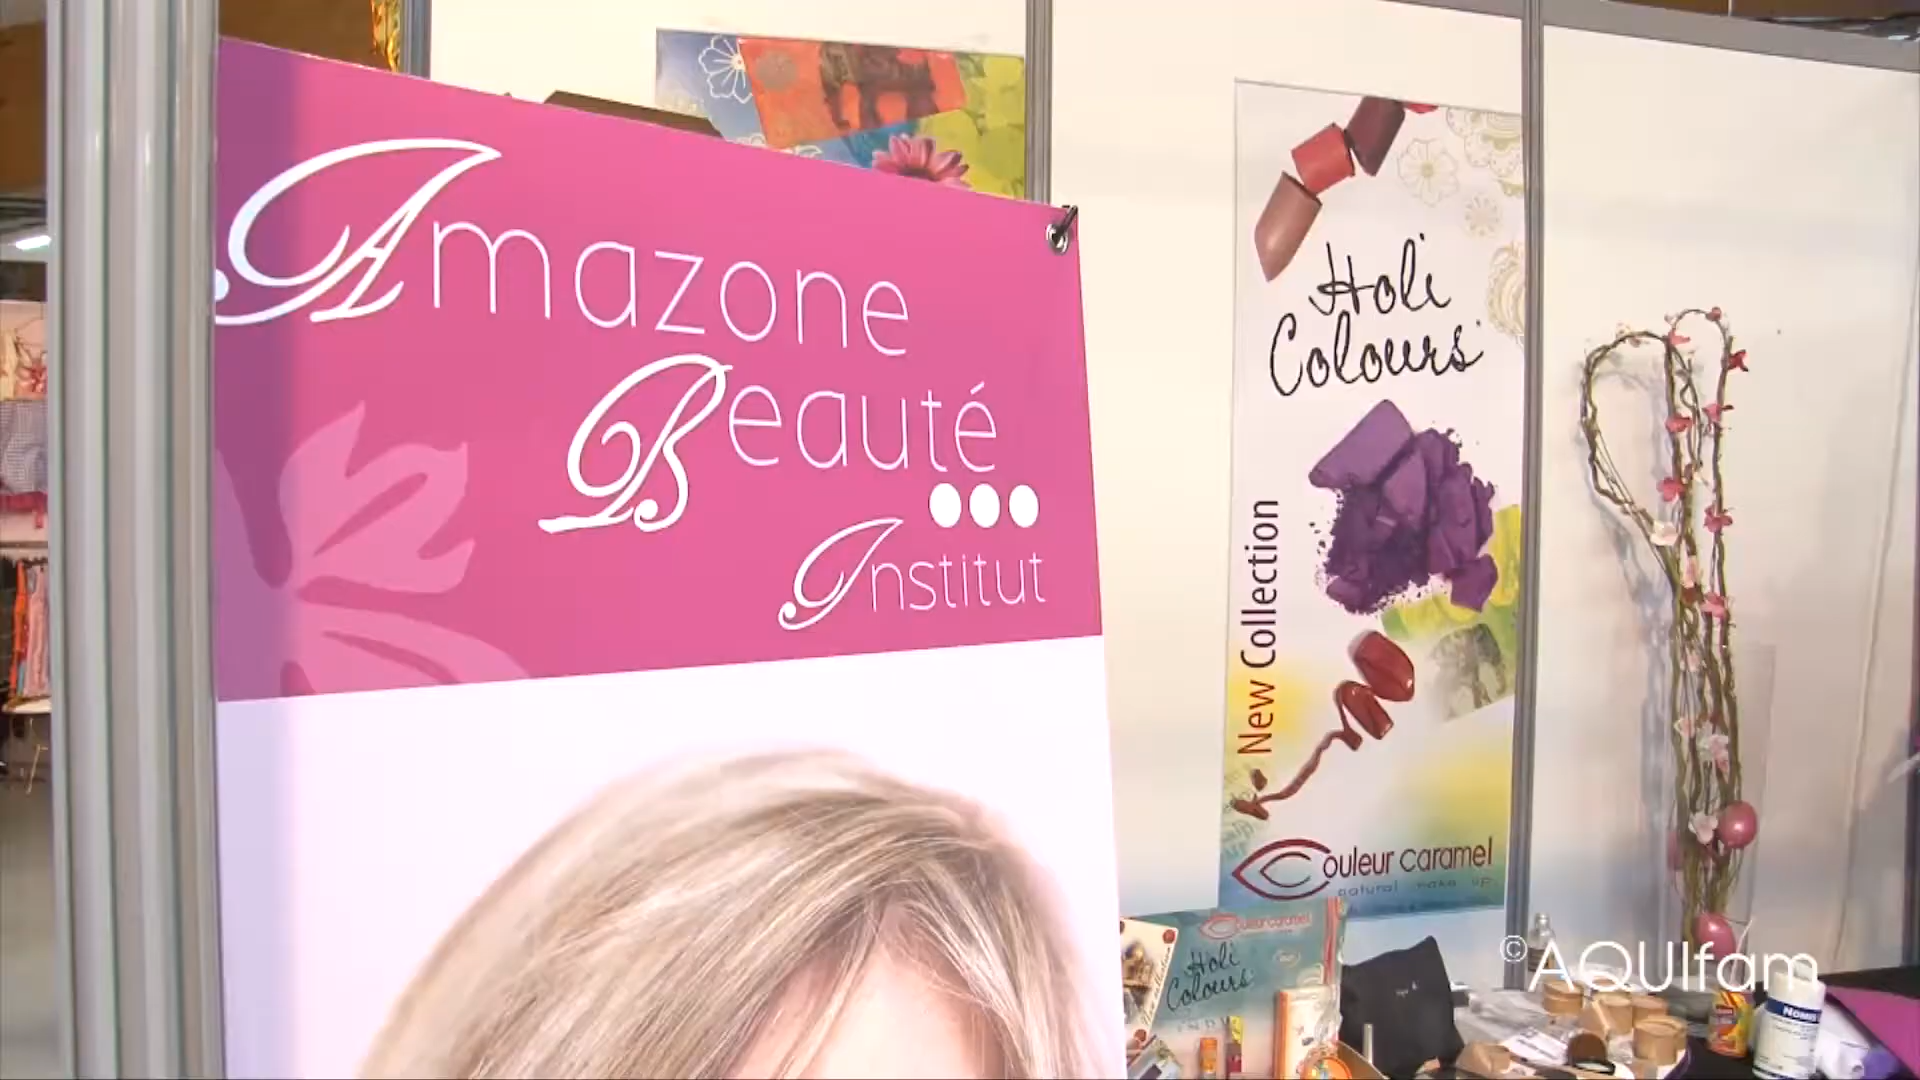 Amazone
Beauté
Institut
Holi
Colours
New Collection
Couleur caramel
natural make up
Couleur caramel
Holi
Colours
©AQUIfam